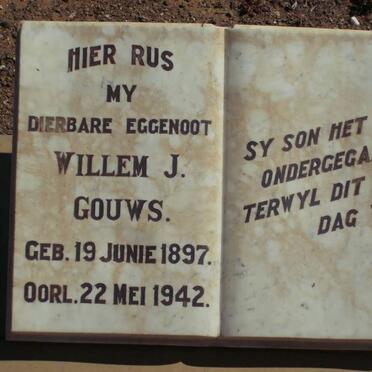 HIER RUS
MY
DIERBARE EGGENOOT
WILLEM J.
GOUWS.
GEB. 19 JUNIE 1897.
OORL. 22 MEI 1942.
SY SON HET
ONDERGEGA
TERWYL DIT
DAG